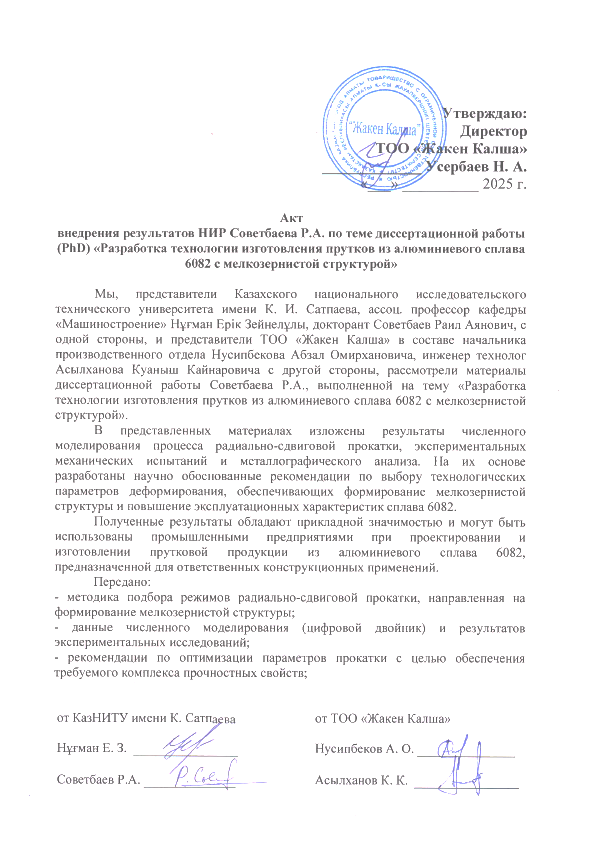 Утверждаю:
Директор
"Жакен Калша"
ТОО «Жакен Калша»
Усербаев Н. А.
«___» ____________ 2025 г.
Акт
внедрения результатов НИР Советбаева Р.А. по теме диссертационной работы
(PhD) «Разработка технологии изготовления прутков из алюминиевого сплава
6082 с мелкозернистой структурой»
Мы, представители Казахского национального исследовательского
технического университета имени К. И. Сатпаева, ассоц. профессор кафедры
«Машиностроение» Нұғман Ерік Зейнелұлы, докторант Советбаев Раил Аянович, с
одной стороны, и представители ТОО «Жакен Калша» в составе начальника
производственного отдела Нусипбекова Абзал Омирхановича, инженер технолог
Асылханова Куаныш Кайнаровича с другой стороны, рассмотрели материалы
диссертационной работы Советбаева Р.А., выполненной на тему «Разработка
технологии изготовления прутков из алюминиевого сплава 6082 с мелкозернистой
структурой».
В представленных материалах изложены результаты численного
моделирования процесса радиально-сдвиговой прокатки, экспериментальных
механических испытаний и металлографического анализа. На их основе
разработаны научно обоснованные рекомендации по выбору технологических
параметров деформирования, обеспечивающих формирование мелкозернистой
структуры и повышение эксплуатационных характеристик сплава 6082.
Полученные результаты обладают прикладной значимостью и могут быть
использованы промышленными предприятиями при проектировании и
изготовлении прутковой продукции из алюминиевого сплава 6082,
предназначенной для ответственных конструкционных применений.
Передано:
- методика подбора режимов радиально-сдвиговой прокатки, направленная на
формирование мелкозернистой структуры;
- данные численного моделирования (цифровой двойник) и результатов
экспериментальных исследований;
- рекомендации по оптимизации параметров прокатки с целью обеспечения
требуемого комплекса прочностных свойств;
от КазНИТУ имени К. Сатпаева
от ТОО «Жакен Калша»
Нұғман Е. З.
Нусипбеков А. О.
Советбаев Р.А.
Асылханов К. К.